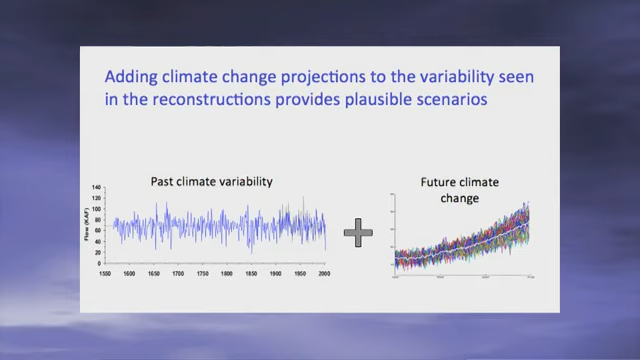 Adding climate change projections to the variability seen
in the reconstructions provides plausible scenarios
Past climate variability
Future climate
change
Flow (KAF)
140
120
100
80
60
40
20
0
1550 1600 1650 1700 1750 1800 1850 1900 1950 2000